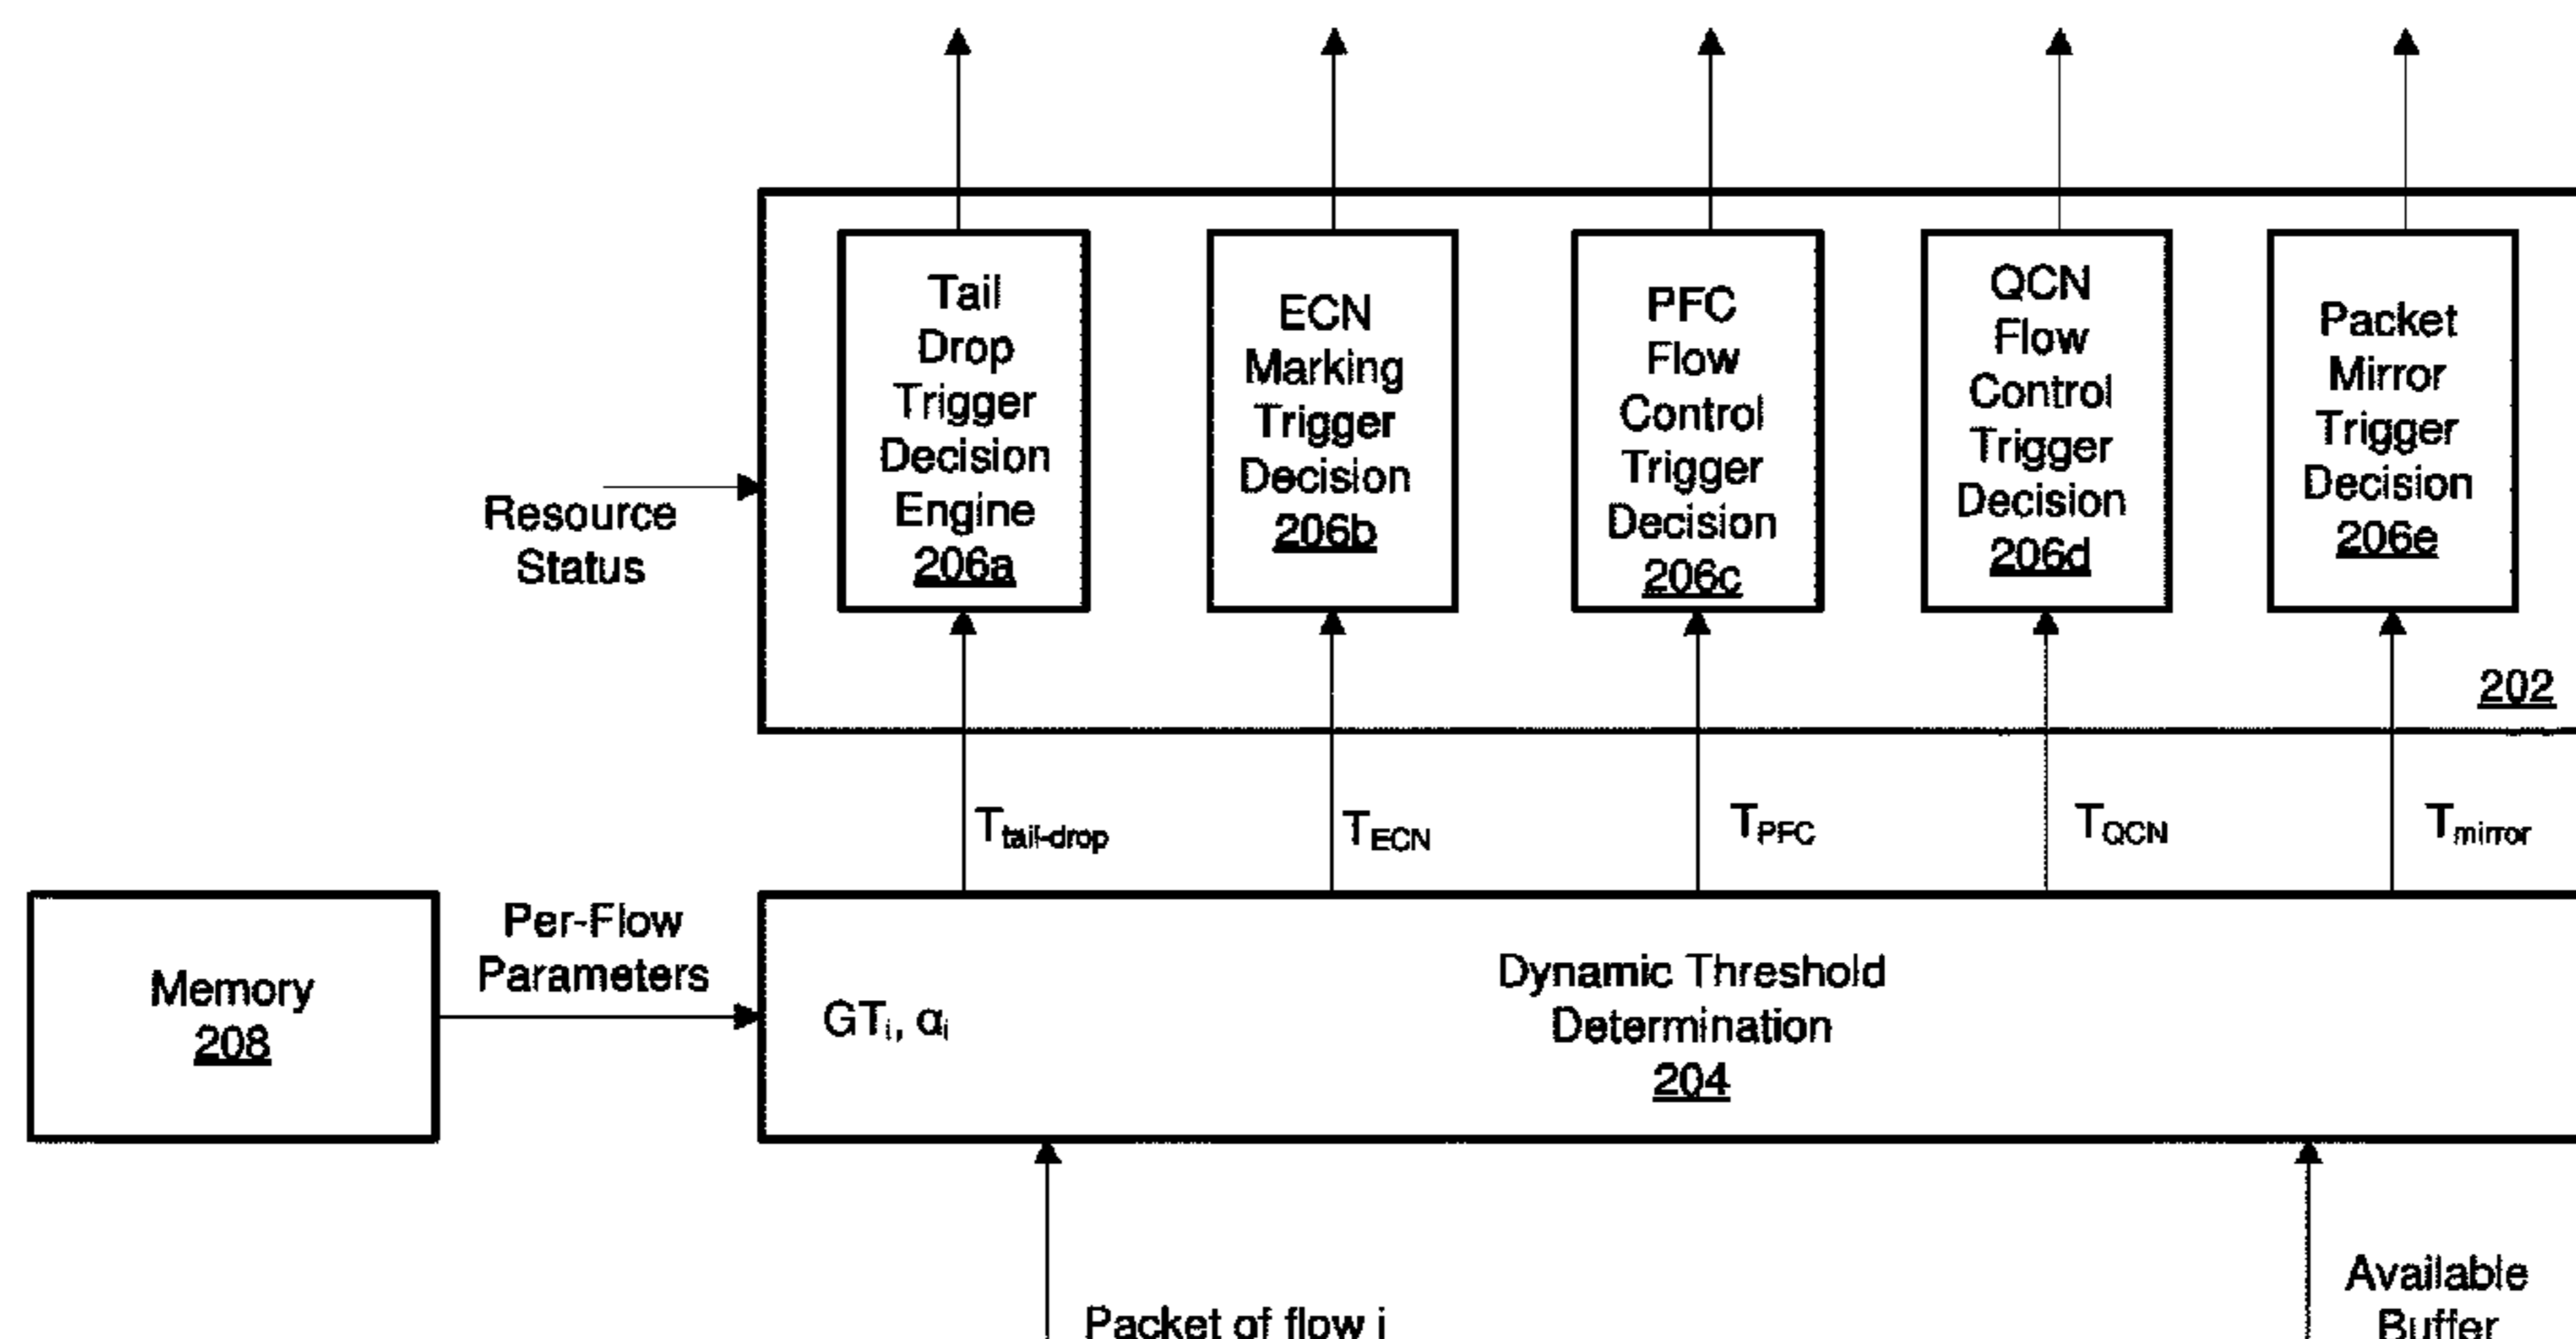 Tail
Drop
Trigger
Decision
Engine
206a
ECN
Marking
Trigger
Decision
206b
PFC
Flow
Control
Trigger
Decision
206c
QCN
Flow
Control
Trigger
Decision
206d
Packet
Mirror
Trigger
Decision
206e
Resource
Status
202
Ttail-drop
TECN
TPFC
TQCN
Tmirror
Memory
208
Per-Flow
Parameters
GTi, αi
Dynamic Threshold
Determination
204
Packet of flow i
Available
Buffer